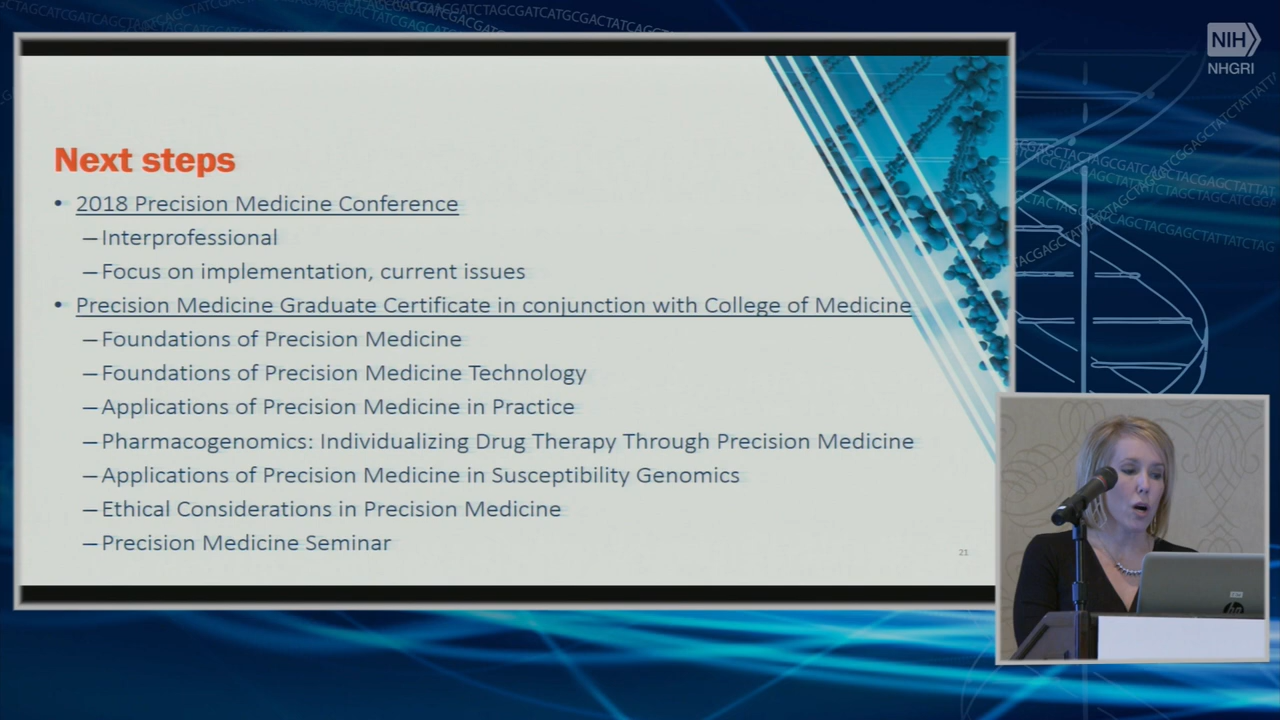 NIH
NHGRI
Next steps
• 2018 Precision Medicine Conference
–Interprofessional
–Focus on implementation, current issues
• Precision Medicine Graduate Certificate in conjunction with College of Medicine
–Foundations of Precision Medicine
–Foundations of Precision Medicine Technology
–Applications of Precision Medicine in Practice
–Pharmacogenomics: Individualizing Drug Therapy Through Precision Medicine
–Applications of Precision Medicine in Susceptibility Genomics
–Ethical Considerations in Precision Medicine
–Precision Medicine Seminar
21
hp